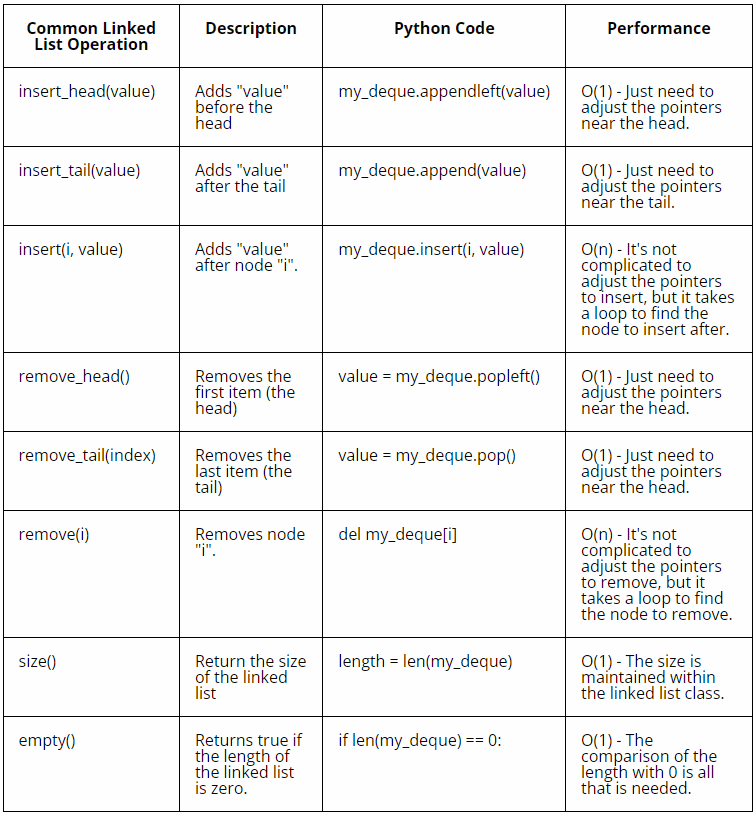 Common Linked
List Operation
Description
Python Code
Performance
insert_head(value)
Adds "value"
before the
head
my_deque.appendleft(value)
O(1) - Just need to
adjust the pointers
near the head.
insert_tail(value)
Adds "value"
after the tail
my_deque.append(value)
O(1) - Just need to
adjust the pointers
near the tail.
insert(i, value)
Adds "value"
after node "i".
my_deque.insert(i, value)
O(n) - It's not
complicated to
adjust the pointers
to insert, but it takes
a loop to find the
node to insert after.
remove_head()
Removes the
first item (the
head)
value = my_deque.popleft()
O(1) - Just need to
adjust the pointers
near the head.
remove_tail(index)
Removes the
last item (the
tail)
value = my_deque.pop()
O(1) - Just need to
adjust the pointers
near the head.
remove(i)
Removes node
"i".
del my_deque[i]
O(n) - It's not
complicated to
adjust the pointers
to remove, but it
takes a loop to find
the node to remove.
size()
Return the size
of the linked
list
length = len(my_deque)
O(1) - The size is
maintained within
the linked list class.
empty()
Returns true if
the length of
the linked list
is zero.
if len(my_deque) == 0:
O(1) - The
comparison of the
length with 0 is all
that is needed.